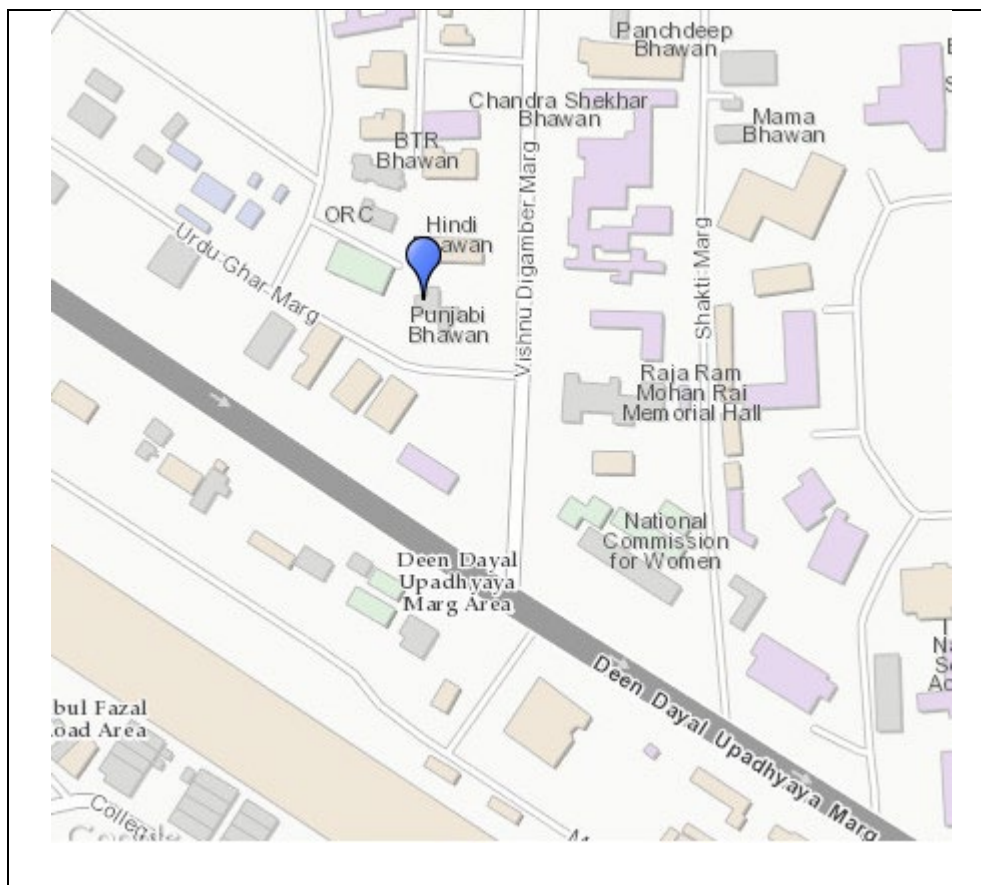 Panchdeep
Bhawan
Chandra Shekhar
Bhawan
Mama
Bhawan
BTR
Bhawan
Vishnu Digamber Marg
ORC
Hindi
Urdu Ghar Marg
Shakti Marg
Punjabi
Bhawan
Raja Ram
Mohan Rai
Memorial Hall
National
Commission
for Women
Deen Dayal
Upadhyaya
Marg Area
Deen Dayal Upadhyaya Marg
bul Fazal
oad Area